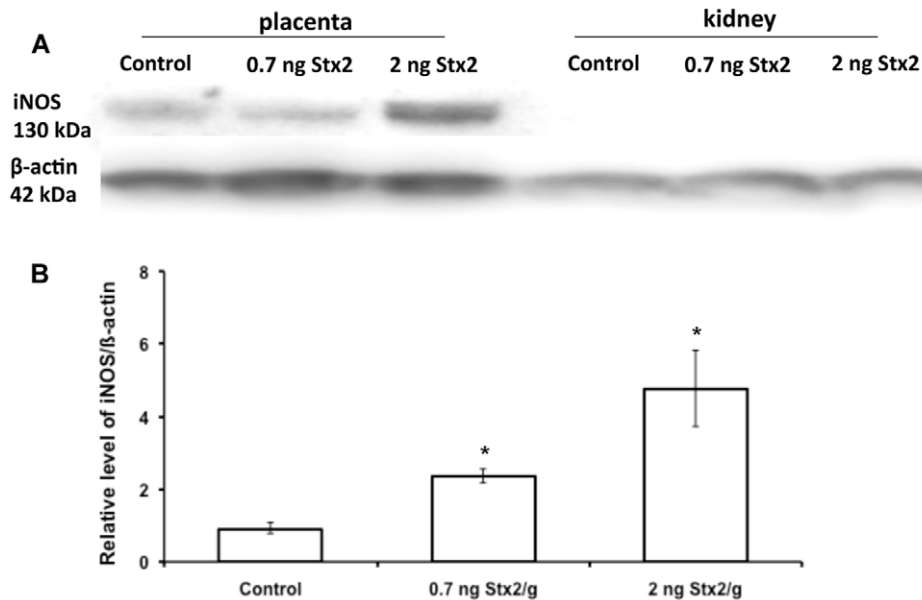 A
placenta
kidney
Control 0.7 ng Stx2 2 ng Stx2 Control 0.7 ng Stx2 2 ng Stx2
iNOS
130 kDa
β-actin
42 kDa
B
Relative level of iNOS/ß-actin
8
6
4
2
0
*
*
Control 0.7 ng Stx2/g 2 ng Stx2/g